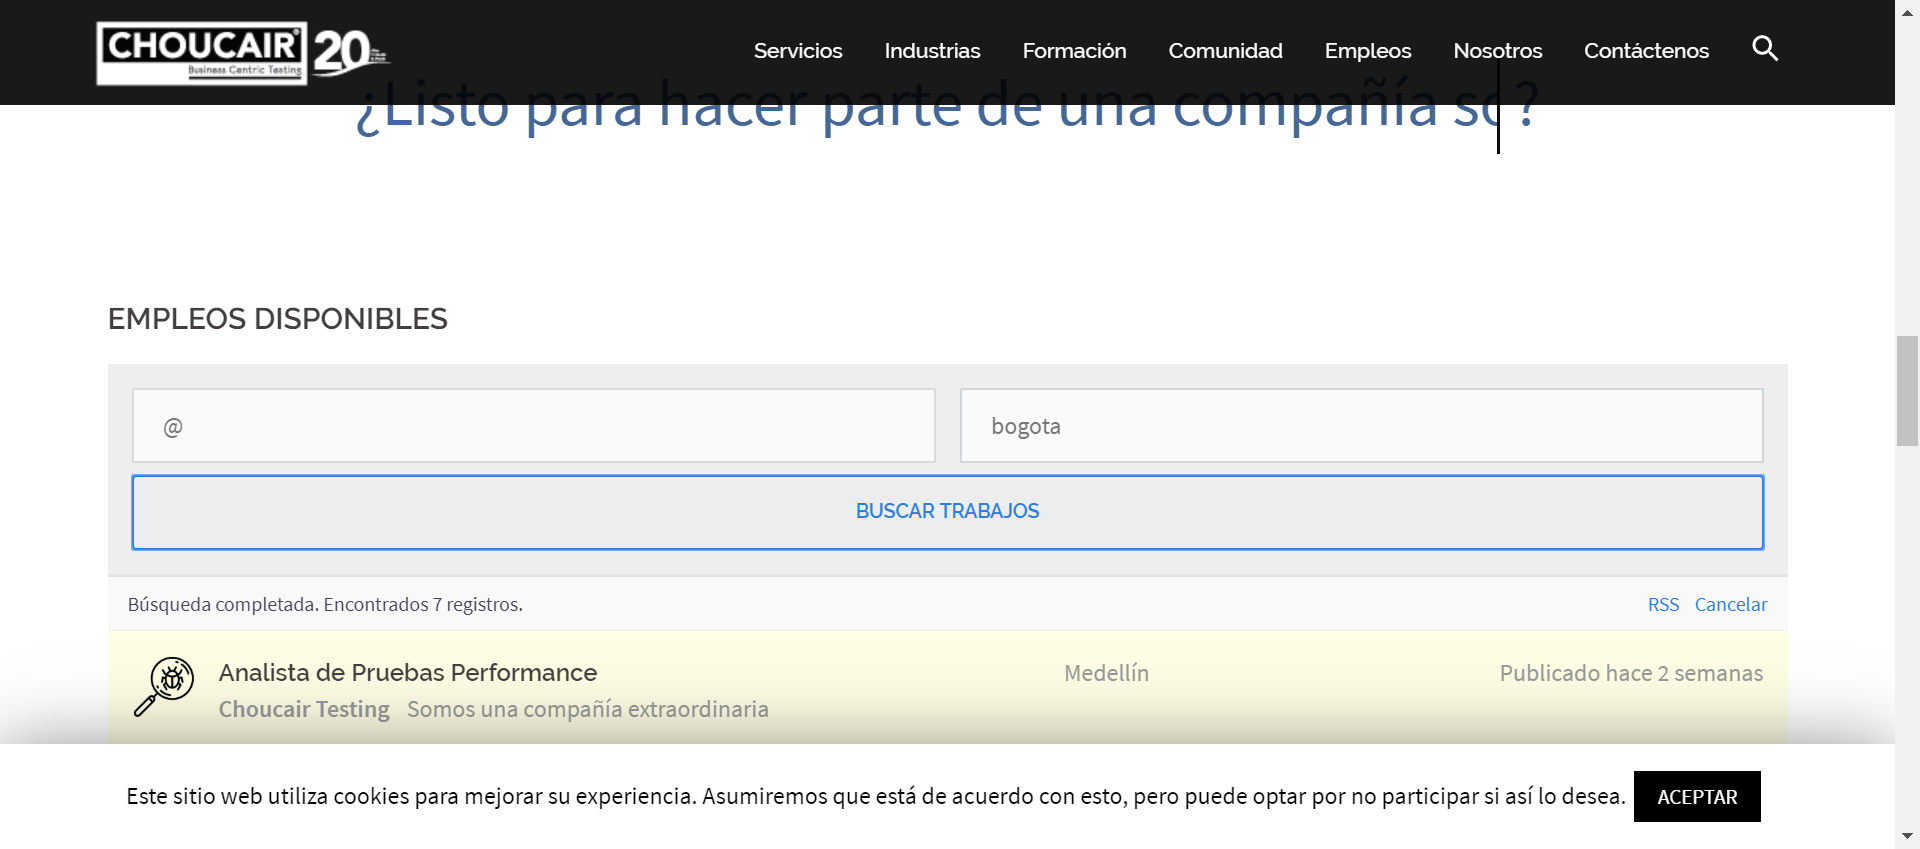 CHOUCAIR
Business Centric Testing
20
Servicios
Industrias
Formación
Comunidad
Empleos
Nosotros
Contáctenos
¿Listo para hacer parte de una compañía so?
EMPLEOS DISPONIBLES
@
bogota
BUSCAR TRABAJOS
Búsqueda completada. Encontrados 7 registros.
RSS Cancelar
Analista de Pruebas Performance
Medellín
Publicado hace 2 semanas
Choucair Testing Somos una compañía extraordinaria
Este sitio web utiliza cookies para mejorar su experiencia. Asumiremos que está de acuerdo con esto, pero puede optar por no participar si así lo desea.
ACEPTAR